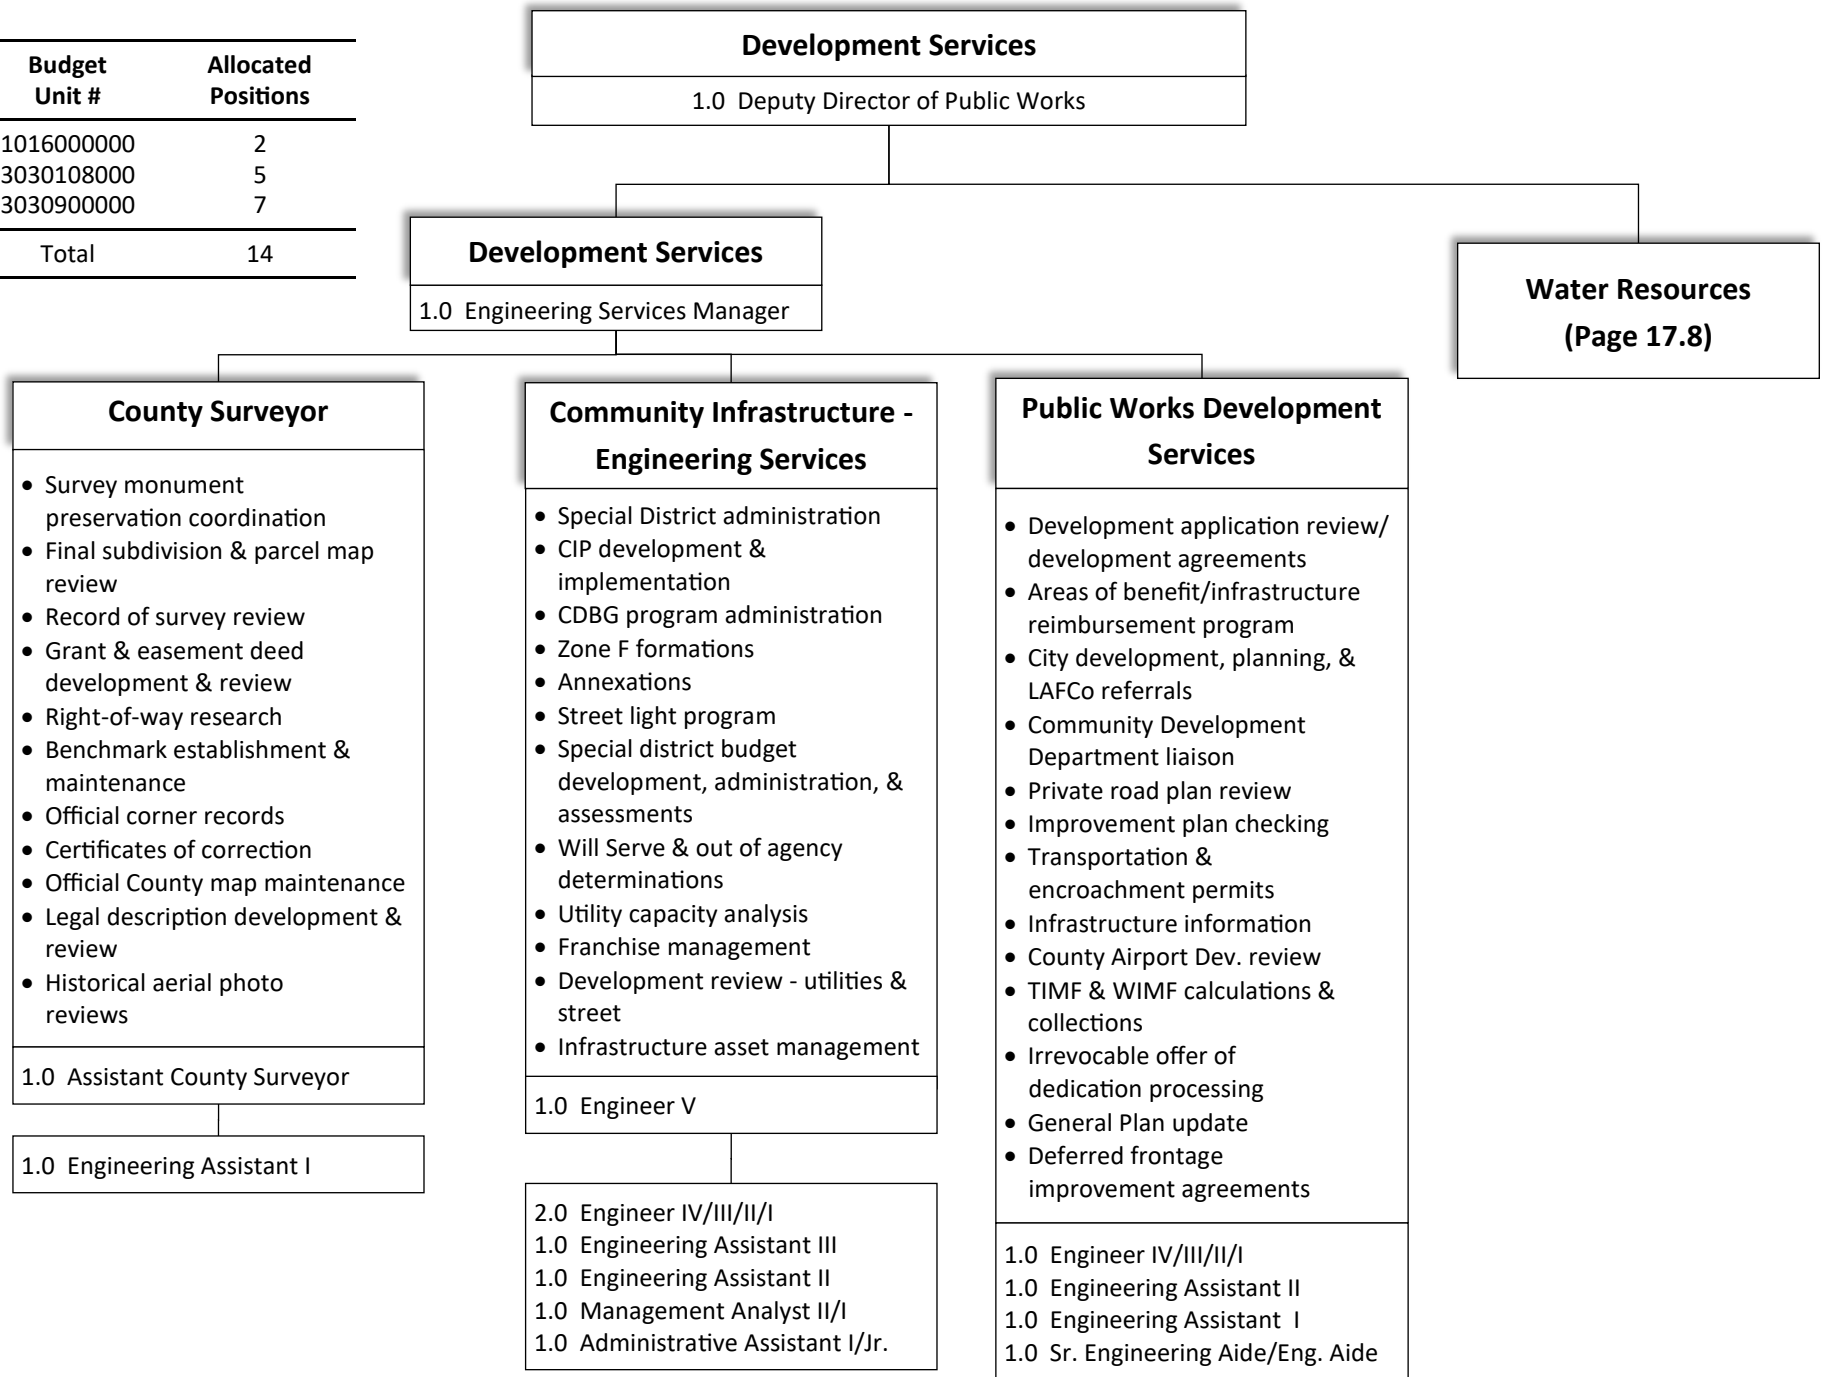 Budget Unit # Allocated Positions
1016000000 2
3030108000 5
3030900000 7
Total 14
Development Services
1.0 Deputy Director of Public Works
Development Services
1.0 Engineering Services Manager
Water Resources
(Page 17.8)
County Surveyor
• Survey monument
preservation coordination
• Final subdivision & parcel map
review
• Record of survey review
• Grant & easement deed
development & review
• Right-of-way research
• Benchmark establishment &
maintenance
• Official corner records
• Certificates of correction
• Official County map maintenance
• Legal description development &
review
• Historical aerial photo
reviews
1.0 Assistant County Surveyor
1.0 Engineering Assistant I
Community Infrastructure -
Engineering Services
• Special District administration
• CIP development &
implementation
• CDBG program administration
• Zone F formations
• Annexations
• Street light program
• Special district budget
development, administration, &
assessments
• Will Serve & out of agency
determinations
• Utility capacity analysis
• Franchise management
• Development review - utilities &
street
• Infrastructure asset management
1.0 Engineer V
2.0 Engineer IV/III/II/I
1.0 Engineering Assistant III
1.0 Engineering Assistant II
1.0 Management Analyst II/I
1.0 Administrative Assistant I/Jr.
Public Works Development
Services
• Development application review/
development agreements
• Areas of benefit/infrastructure
reimbursement program
• City development, planning, &
LAFCo referrals
• Community Development
Department liaison
• Private road plan review
• Improvement plan checking
• Transportation &
encroachment permits
• Infrastructure information
• County Airport Dev. review
• TIMF & WIMF calculations &
collections
• Irrevocable offer of
dedication processing
• General Plan update
• Deferred frontage
improvement agreements
1.0 Engineer IV/III/II/I
1.0 Engineering Assistant II
1.0 Engineering Assistant I
1.0 Sr. Engineering Aide/Eng. Aide